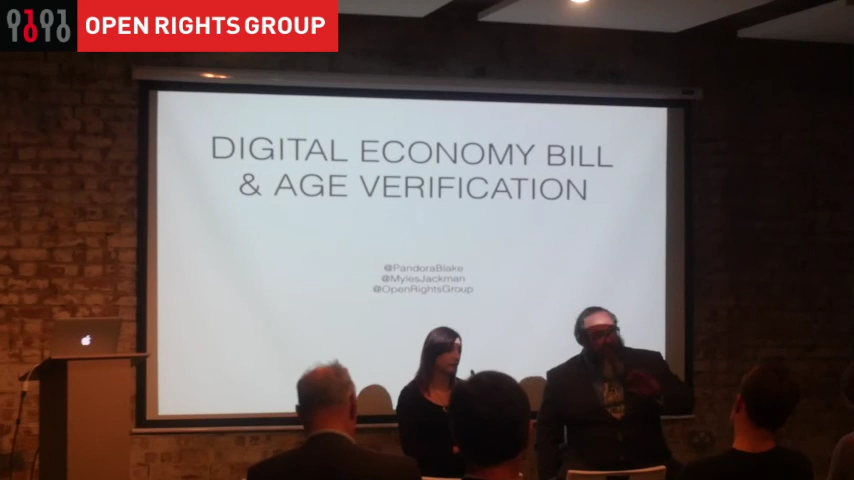 OPEN RIGHTS GROUP
DIGITAL ECONOMY BILL
& AGE VERIFICATION
@PandoraBlake
@MylesJackman
@OpenRightsGroup